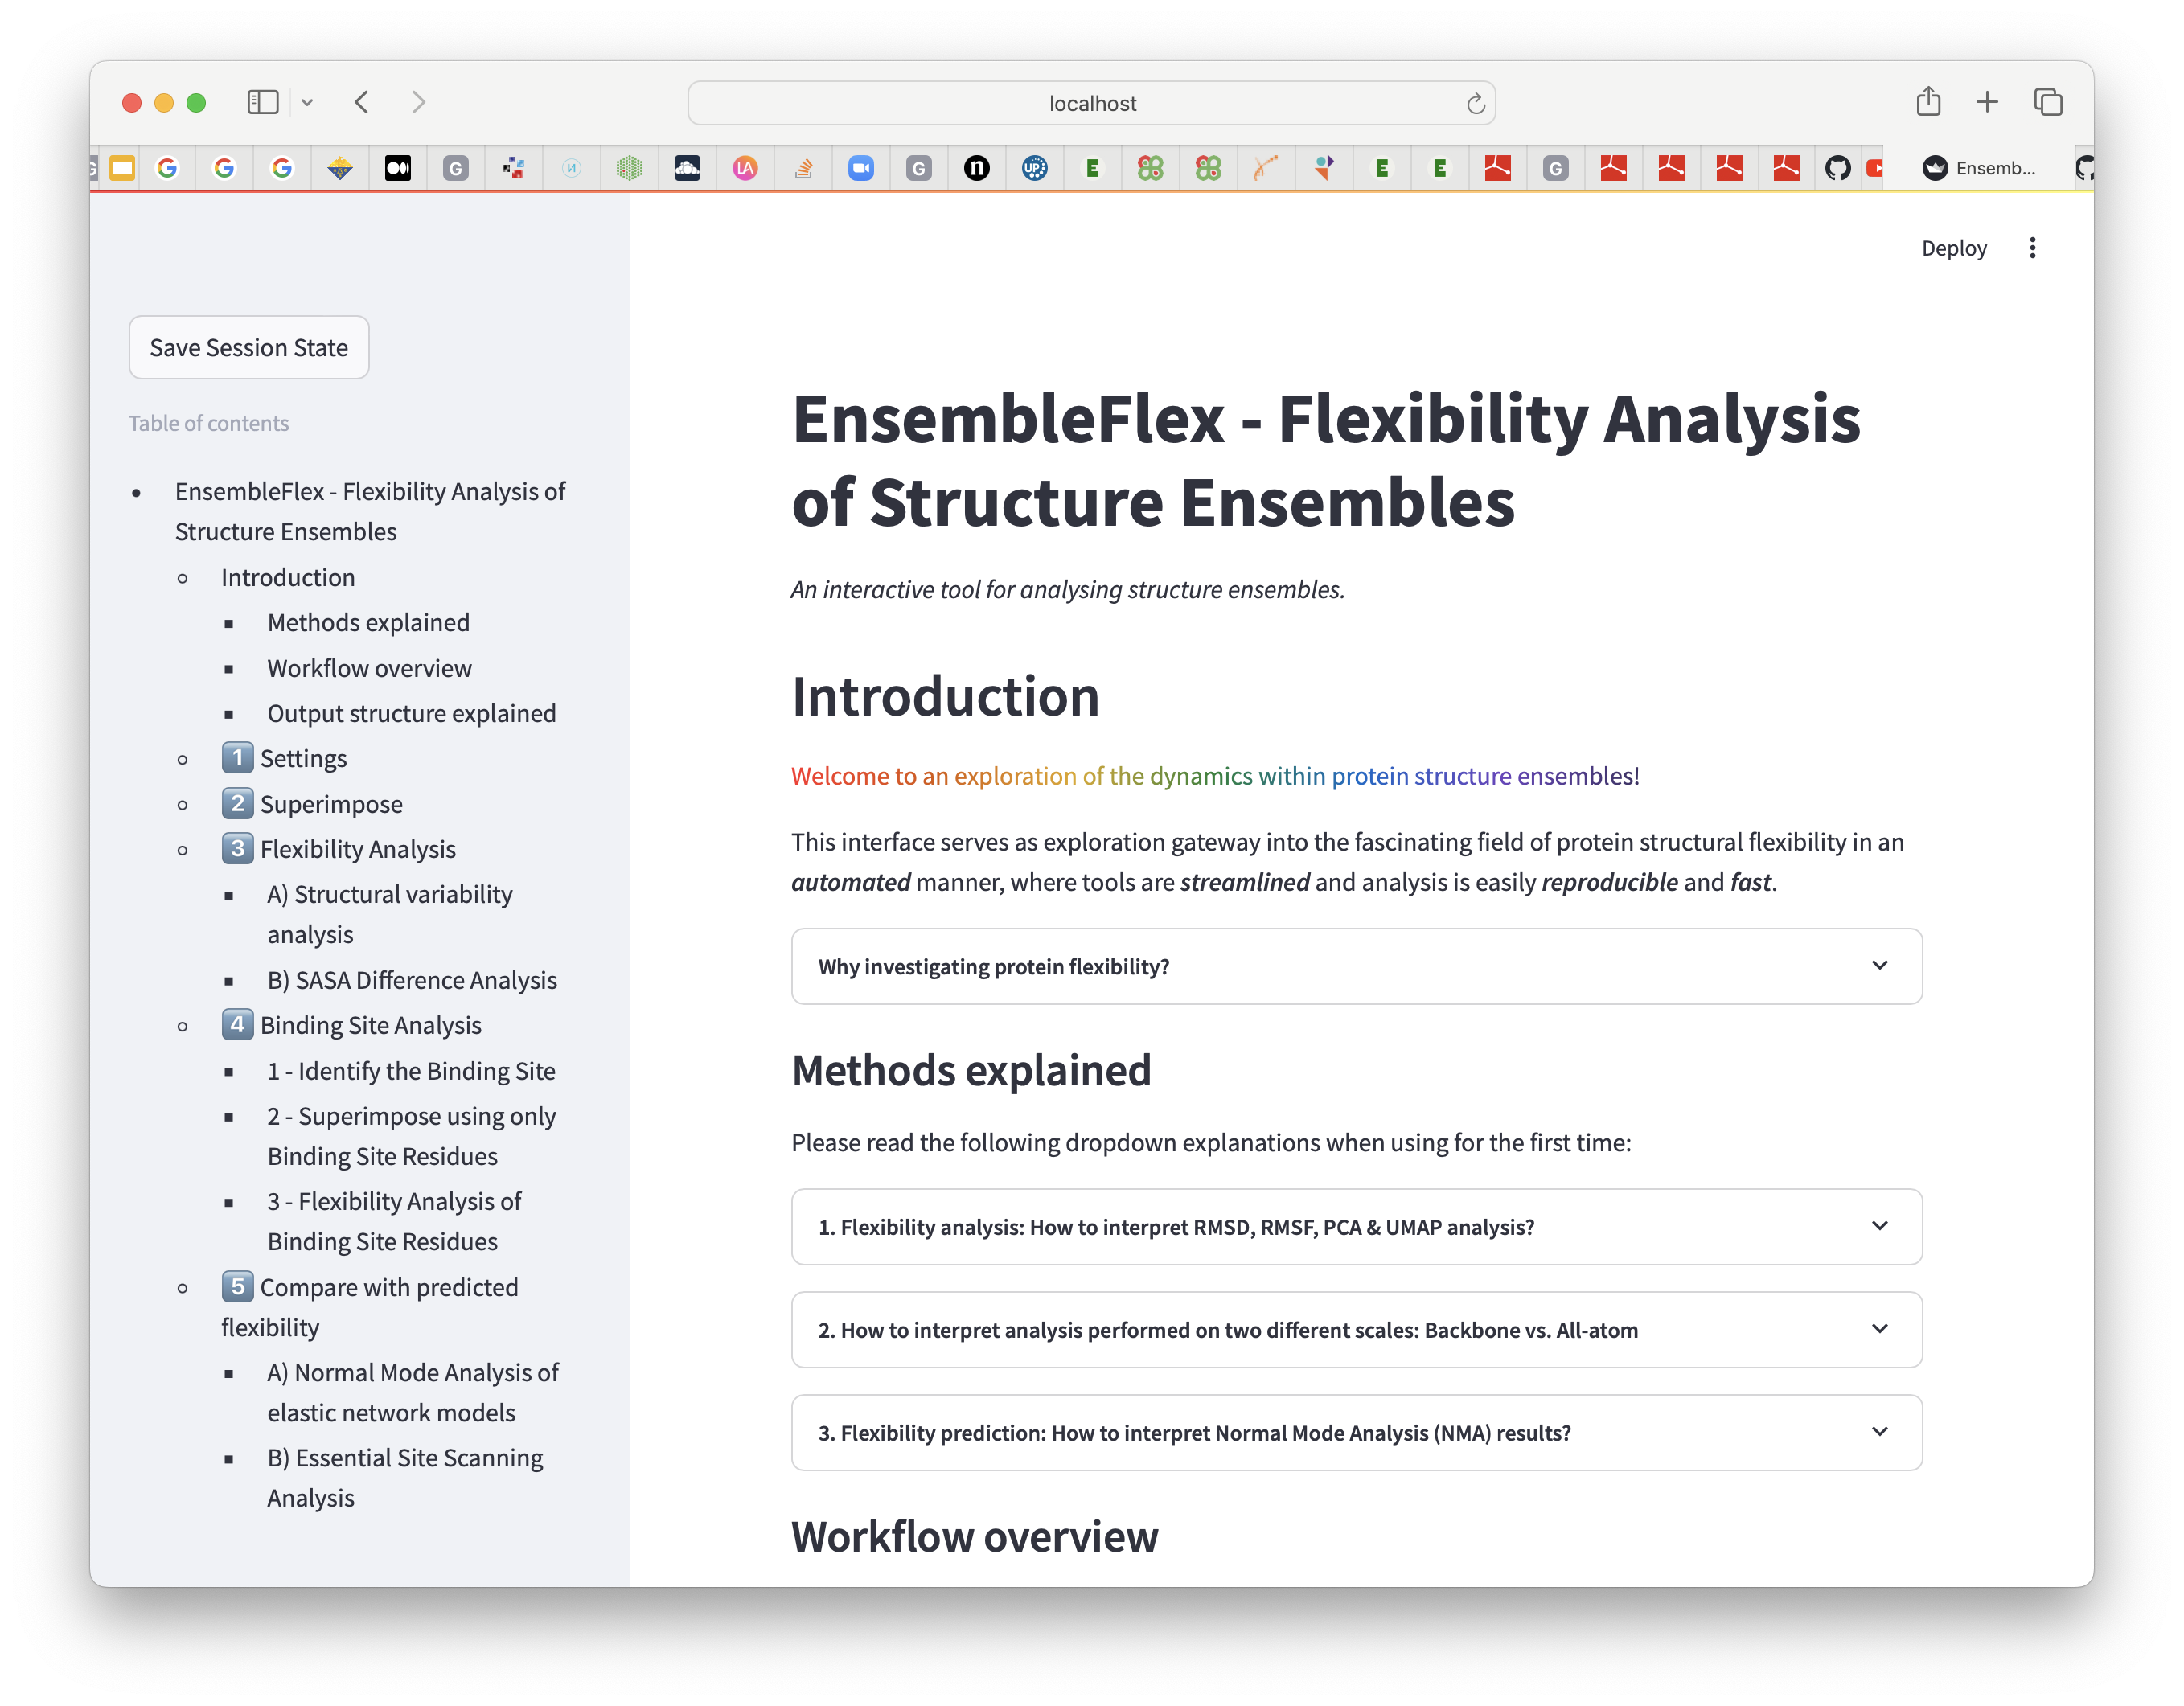 localhost
Ensemb...
Deploy
Save Session State
Table of contents
EnsembleFlex - Flexibility Analysis of
Structure Ensembles
Introduction
Methods explained
Workflow overview
Output structure explained
1 Settings
2 Superimpose
3 Flexibility Analysis
A) Structural variability
analysis
B) SASA Difference Analysis
4 Binding Site Analysis
1 - Identify the Binding Site
2 - Superimpose using only
Binding Site Residues
3 - Flexibility Analysis of
Binding Site Residues
5 Compare with predicted
flexibility
A) Normal Mode Analysis of
elastic network models
B) Essential Site Scanning
Analysis
EnsembleFlex - Flexibility Analysis
of Structure Ensembles
An interactive tool for analysing structure ensembles.
Introduction
Welcome to an exploration of the dynamics within protein structure ensembles!
This interface serves as exploration gateway into the fascinating field of protein structural flexibility in an
automated manner, where tools are streamlined and analysis is easily reproducible and fast.
Why investigating protein flexibility?
Methods explained
Please read the following dropdown explanations when using for the first time:
1. Flexibility analysis: How to interpret RMSD, RMSF, PCA & UMAP analysis?
2. How to interpret analysis performed on two different scales: Backbone vs. All-atom
3. Flexibility prediction: How to interpret Normal Mode Analysis (NMA) results?
Workflow overview